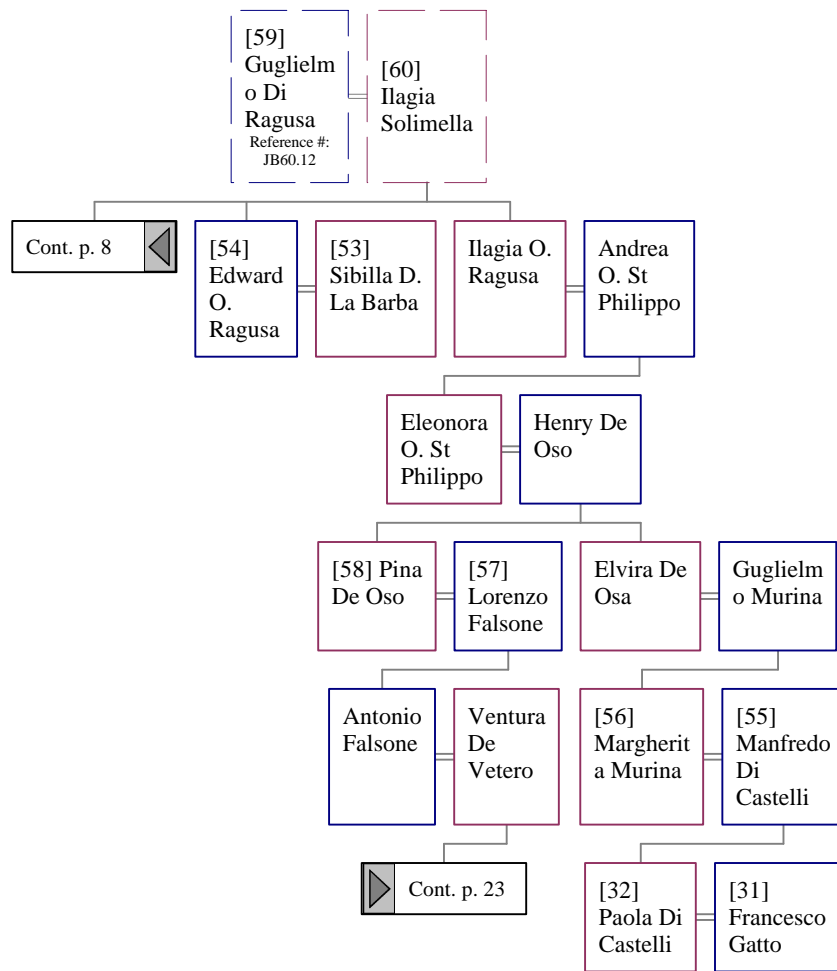 [59]
Guglielm
o Di
Ragusa
Reference #:
JB60.12
[60]
Ilagia
Solimella
Cont. p. 8
[54]
Edward
O.
Ragusa
[53]
Sibilla D.
La Barba
Ilagia O.
Ragusa
Andrea
O. St
Philippo
Eleonora
O. St
Philippo
Henry De
Oso
[58] Pina
De Oso
[57]
Lorenzo
Falsone
Elvira De
Osa
Guglielm
o Murina
Antonio
Falsone
Ventura
De
Vetero
[56]
Margherit
a Murina
[55]
Manfredo
Di
Castelli
Cont. p. 23
[32]
Paola Di
Castelli
[31]
Francesco
Gatto